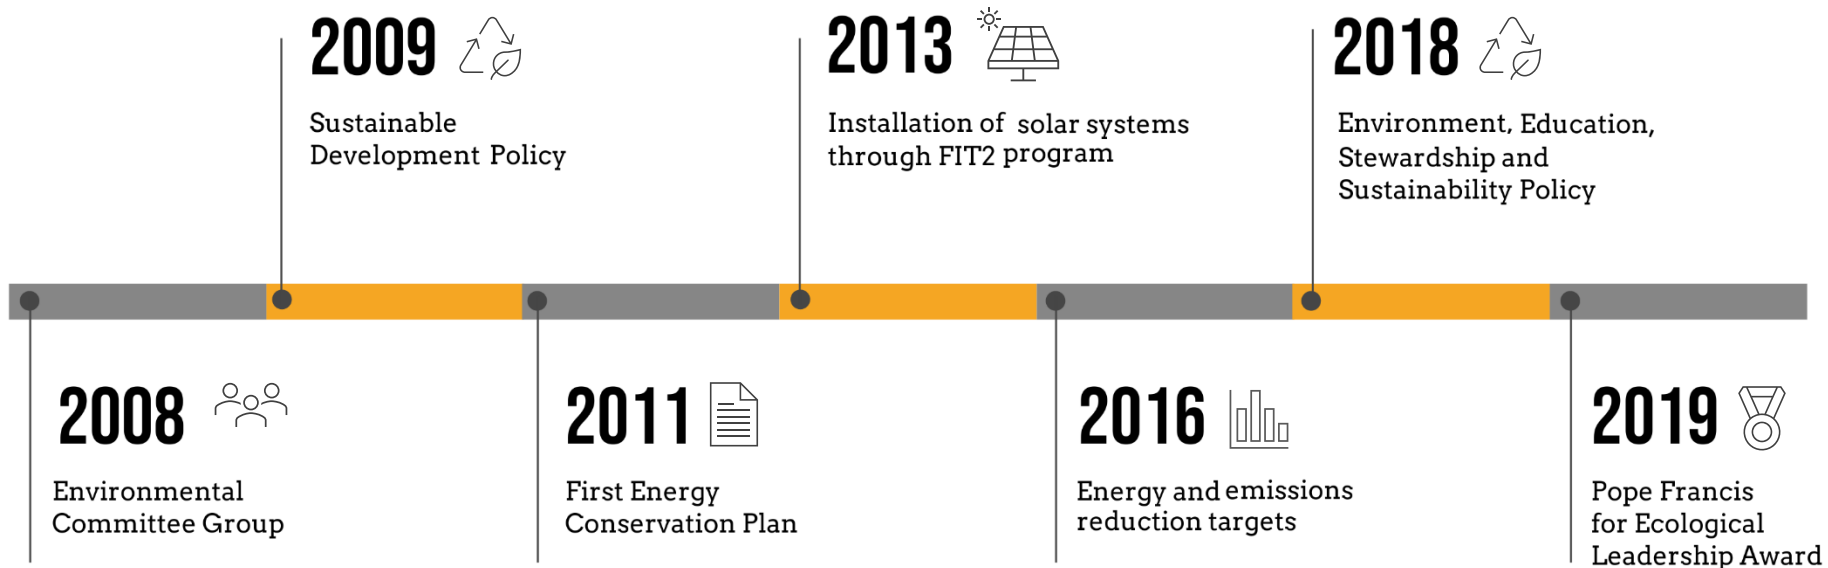 2009
Sustainable
Development Policy
2013
Installation of solar systems
through FIT2 program
2018
Environment, Education,
Stewardship and
Sustainability Policy
2008
Environmental
Committee Group
2011
First Energy
Conservation Plan
2016
Energy and emissions
reduction targets
2019
Pope Francis
for Ecological
Leadership Award